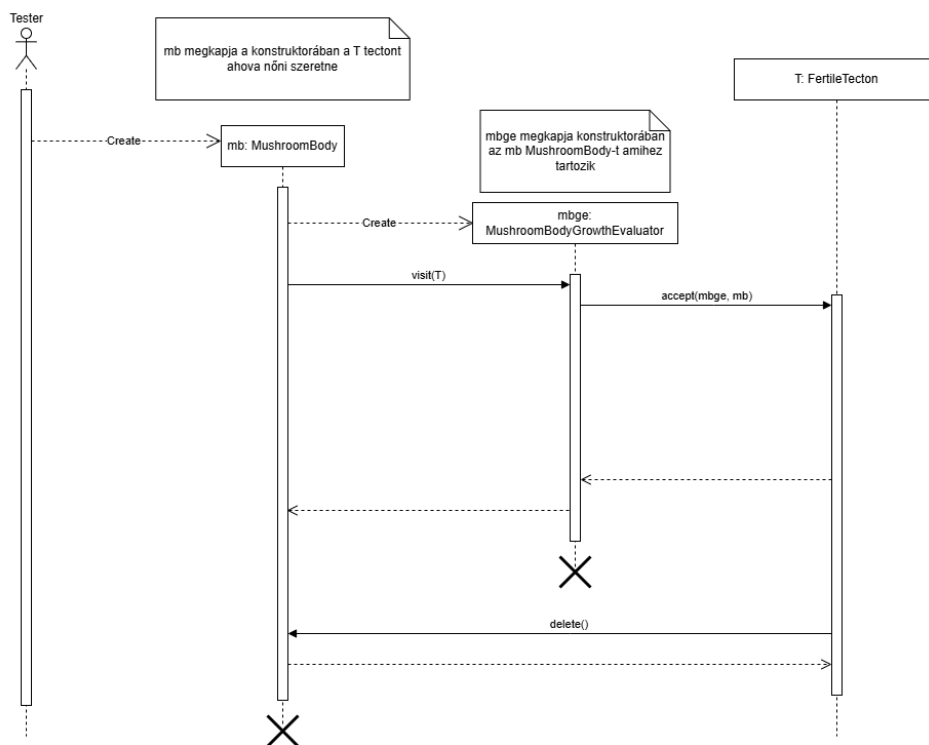 Tester
mb megkapja a konstruktorában a T tectont
ahova nőni szeretne
T: FertileTecton
mbge megkapja konstruktorában
az mb MushroomBody-t amihez
tartozik
Create
mb: MushroomBody
Create
mbge:
MushroomBodyGrowthEvaluator
visit(T)
accept(mbge, mb)
delete()